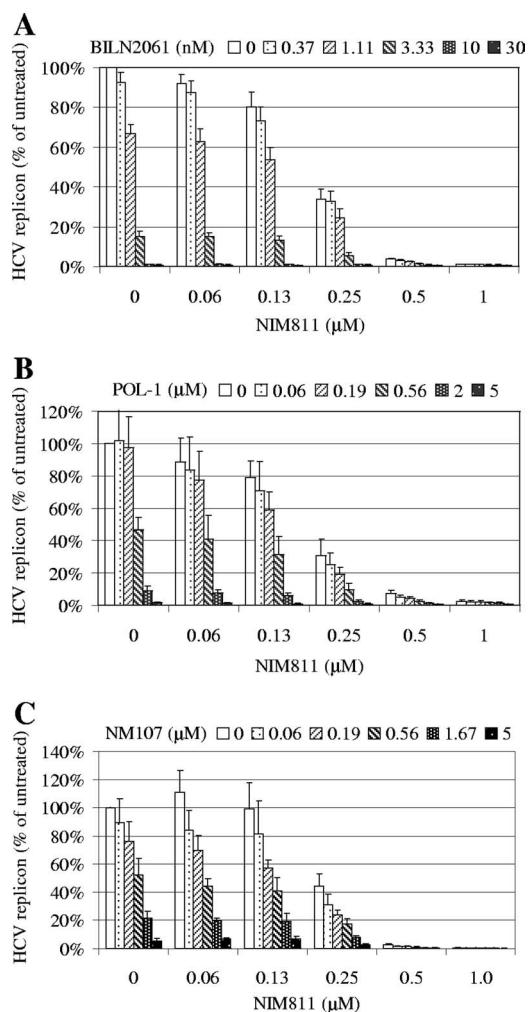 A
BILN2061 (nM) 0 0.37 1.11 3.33 10 30
HCV replicon (% of untreated)
100%
80%
60%
40%
20%
0%
0 0.06 0.13 0.25 0.5 1
NIM811 (μM)
B
POL-1 (μM) 0 0.06 0.19 0.56 2 5
HCV replicon (% of untreated)
120%
100%
80%
60%
40%
20%
0%
0 0.06 0.13 0.25 0.5 1
NIM811 (μM)
C
NM107 (μM) 0 0.06 0.19 0.56 1.67 5
HCV replicon (% of untreated)
140%
120%
100%
80%
60%
40%
20%
0%
0 0.06 0.13 0.25 0.5 1.0
NIM811 (μM)